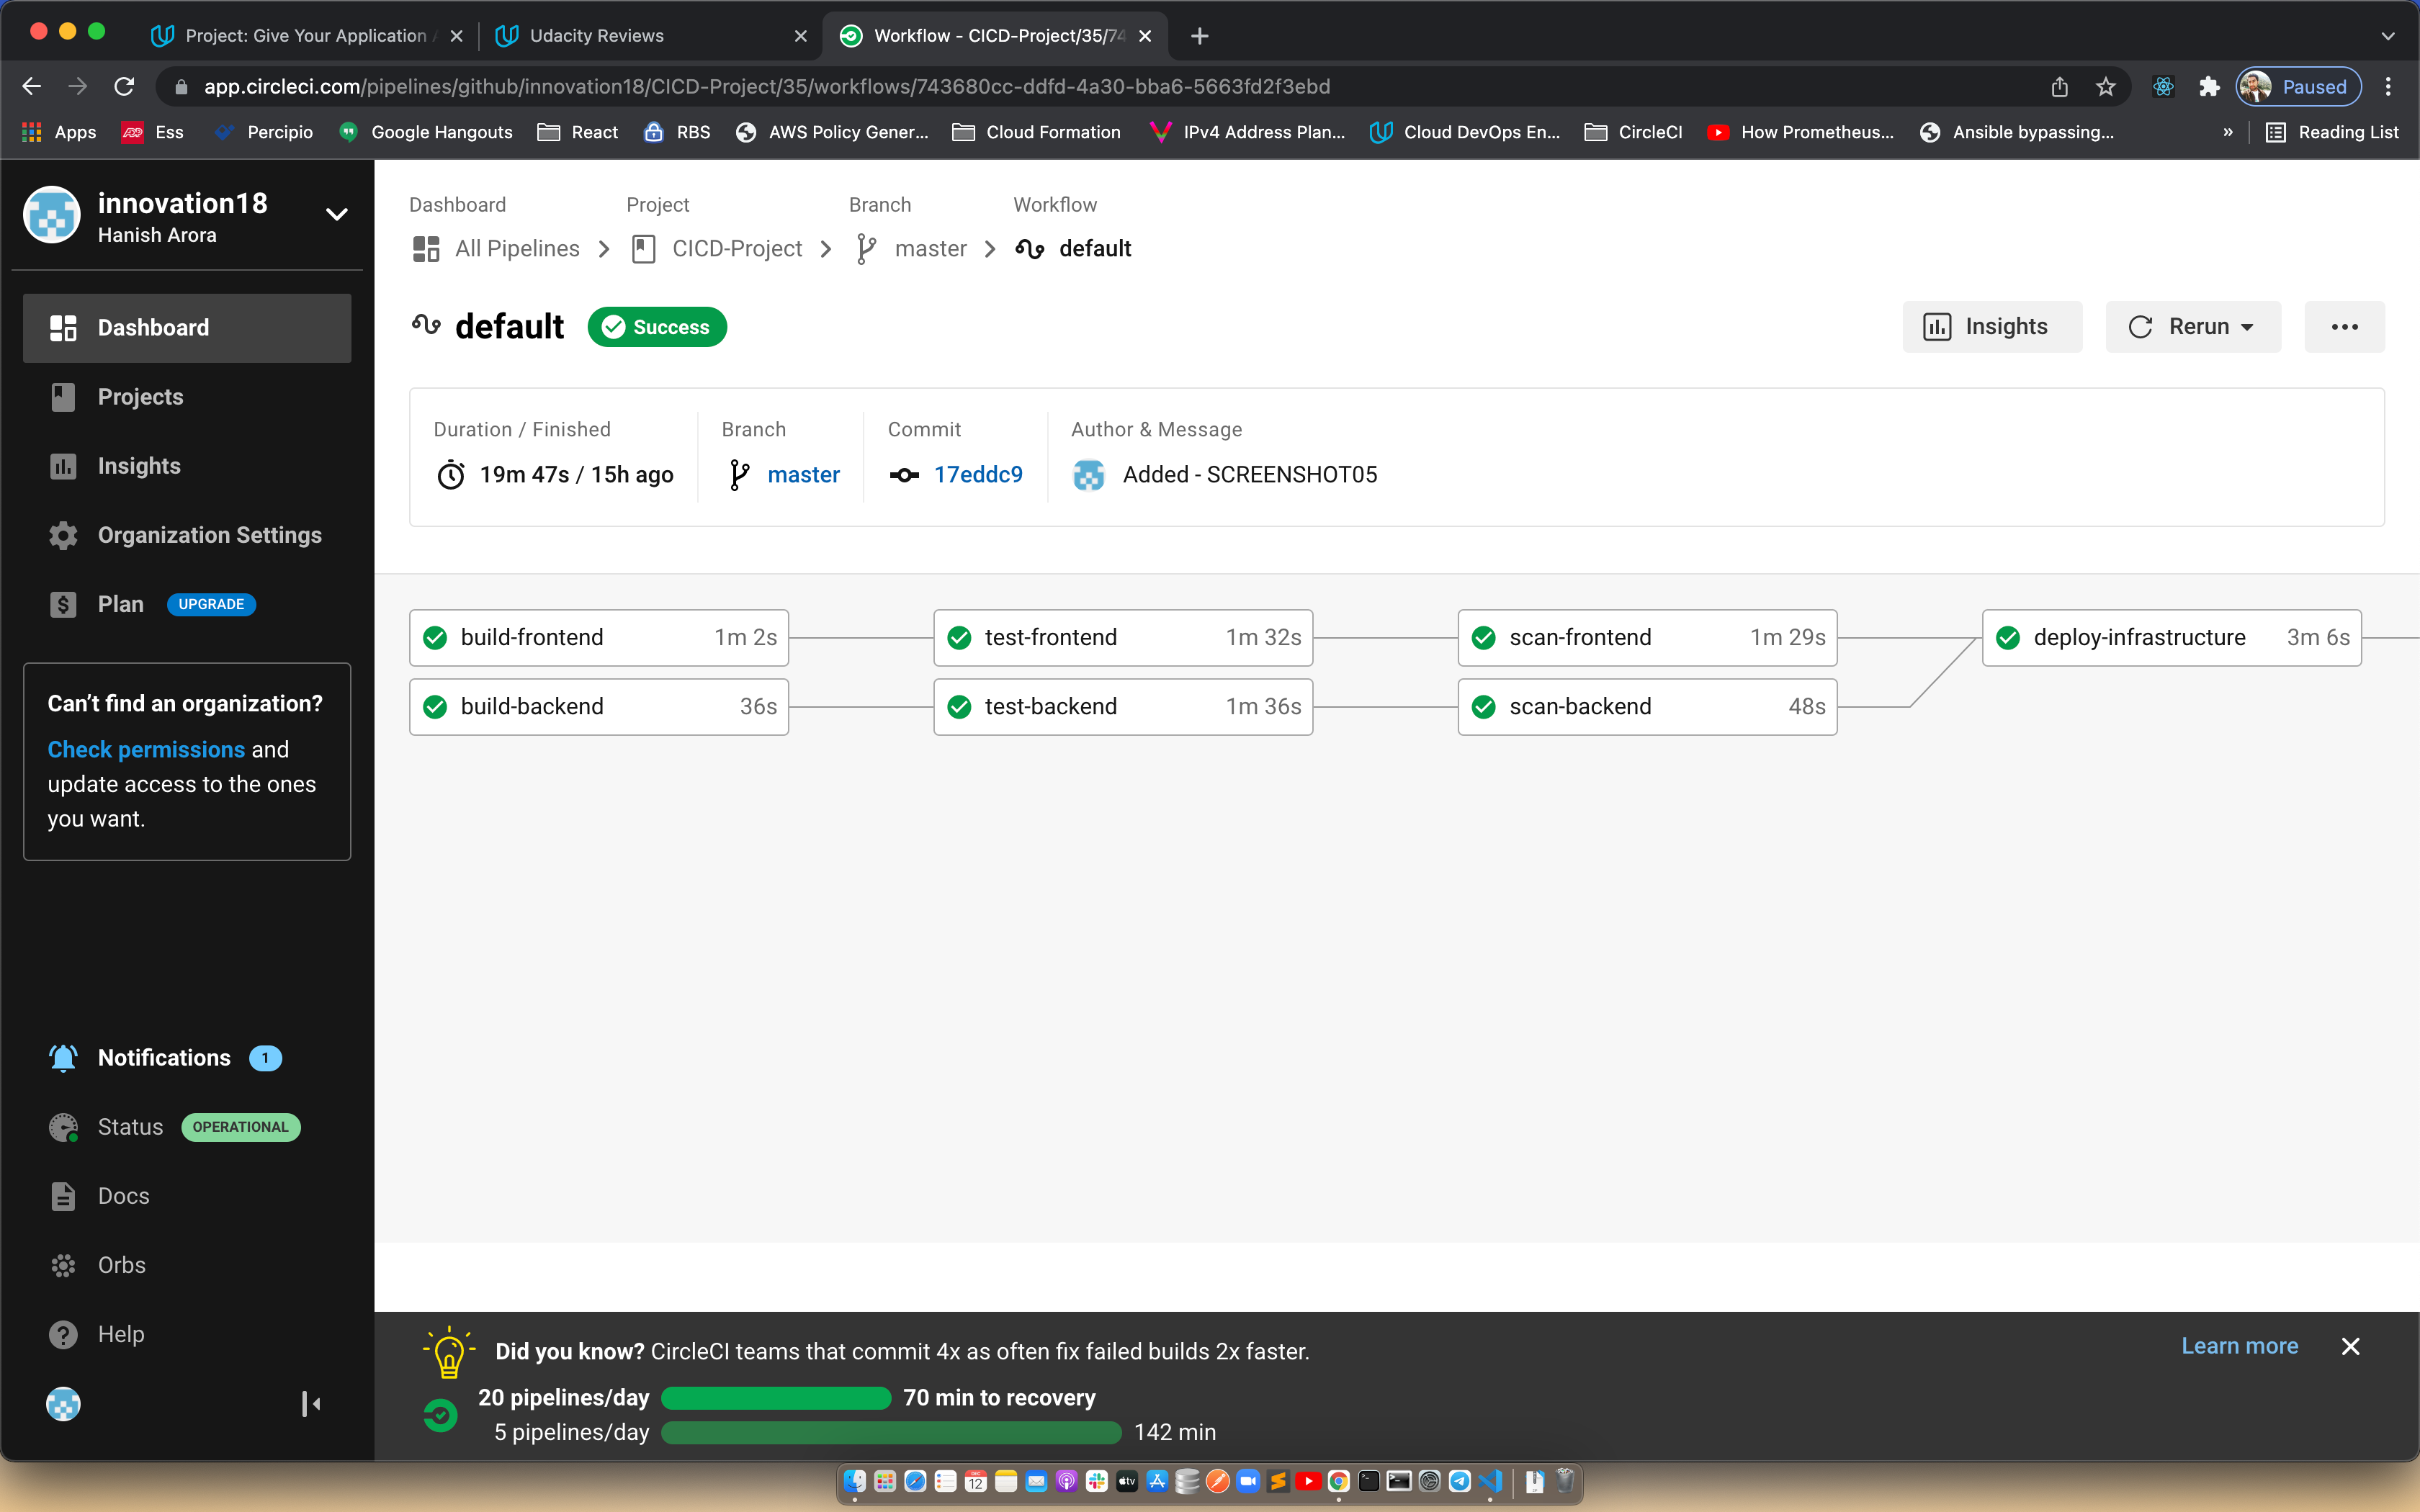 Project: Give Your Application
Udacity Reviews
Workflow - CICD-Project/35/74
app.circleci.com/pipelines/github/innovation18/CICD-Project/35/workflows/743680cc-ddfd-4a30-bba6-5663fd2f3ebd
Paused
Apps
ADP
Ess
Percipio
Google Hangouts
React
RBS
AWS Policy Gener...
Cloud Formation
IPv4 Address Plan...
Cloud DevOps En...
CircleCI
How Prometheus...
Ansible bypassing...
»
Reading List
innovation18
Hanish Arora
Dashboard
Projects
Insights
Organization Settings
Plan UPGRADE
Can't find an organization?
Check permissions and
update access to the ones
you want.
Notifications 1
Status OPERATIONAL
Docs
Orbs
Help
Dashboard Project Branch Workflow
All Pipelines CICD-Project master default
default Success
Insights Rerun
Duration / Finished Branch Commit Author & Message
19m 47s / 15h ago master 17eddc9 Added - SCREENSHOT05
build-frontend 1m 2s test-frontend 1m 32s scan-frontend 1m 29s deploy-infrastructure 3m 6s
build-backend 36s test-backend 1m 36s scan-backend 48s
Did you know? CircleCI teams that commit 4x as often fix failed builds 2x faster.
Learn more
20 pipelines/day 70 min to recovery
5 pipelines/day 142 min
DEC
12
tv